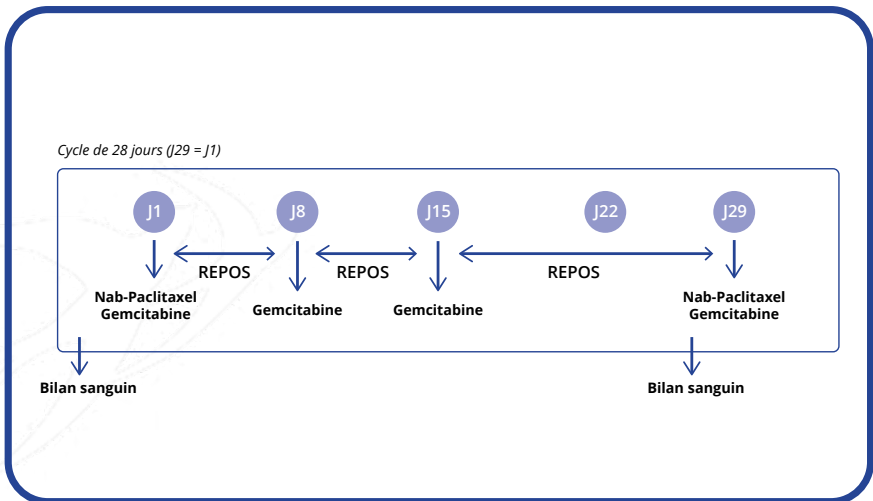 Cycle de 28 jours (J29 = J1)
J1
J8
J15
J22
J29
REPOS
REPOS
REPOS
Nab-Paclitaxel
Gemcitabine
Gemcitabine
Gemcitabine
Nab-Paclitaxel
Gemcitabine
Bilan sanguin
Bilan sanguin